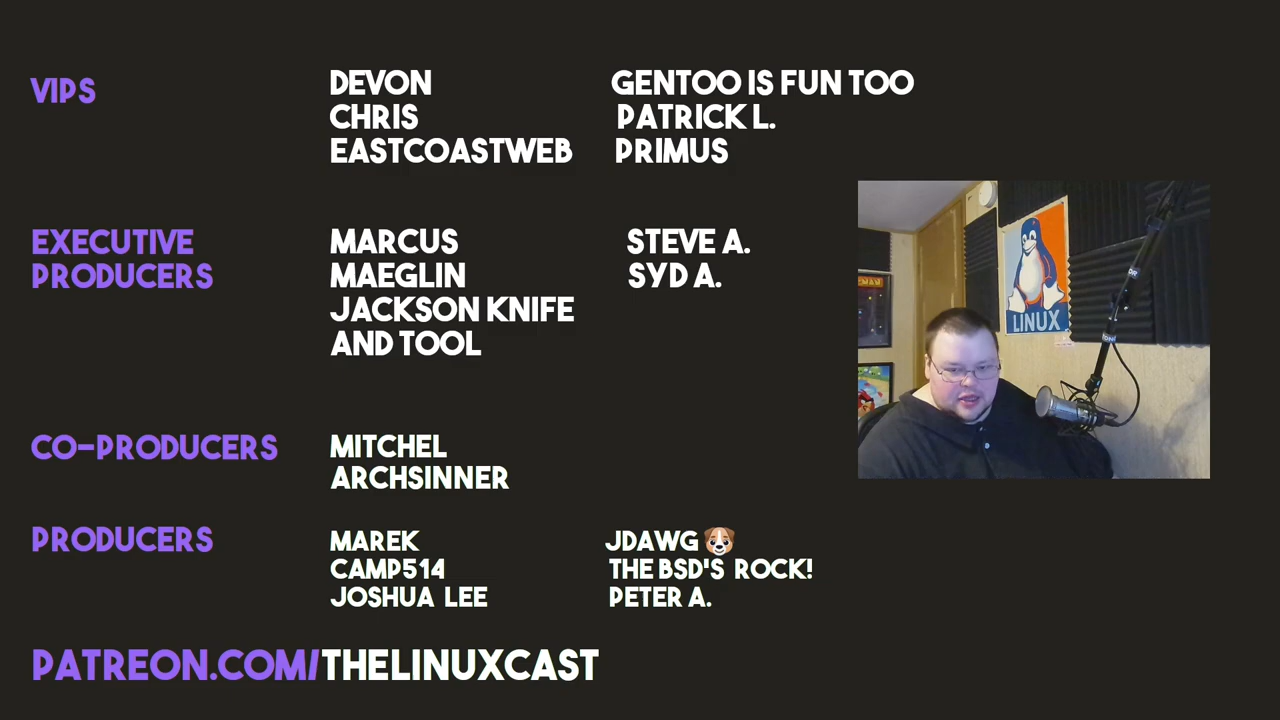 VIPS
DEVON
GENTOO IS FUN TOO
CHRIS
PATRICK L.
EASTCOASTWEB
PRIMUS
EXECUTIVE
PRODUCERS
MARCUS
STEVE A.
MAEGLIN
SYD A.
JACKSON KNIFE
AND TOOL
LINUX
CO-PRODUCERS
MITCHEL
ARCHSINNER
PRODUCERS
MAREK
JDAWG 🐶
CAMP514
THE BSD'S ROCK!
JOSHUA LEE
PETER A.
PATREON.COM/THELINUXCAST